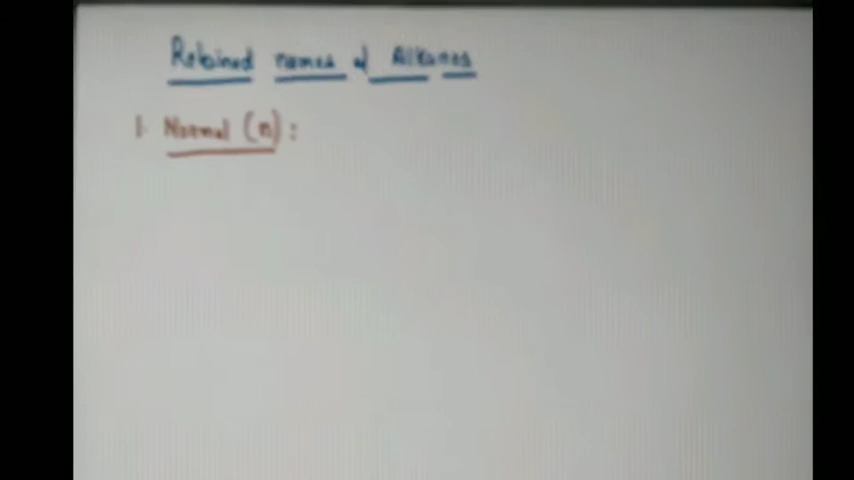 Retained names of Alkanes
1. Normal (n) :